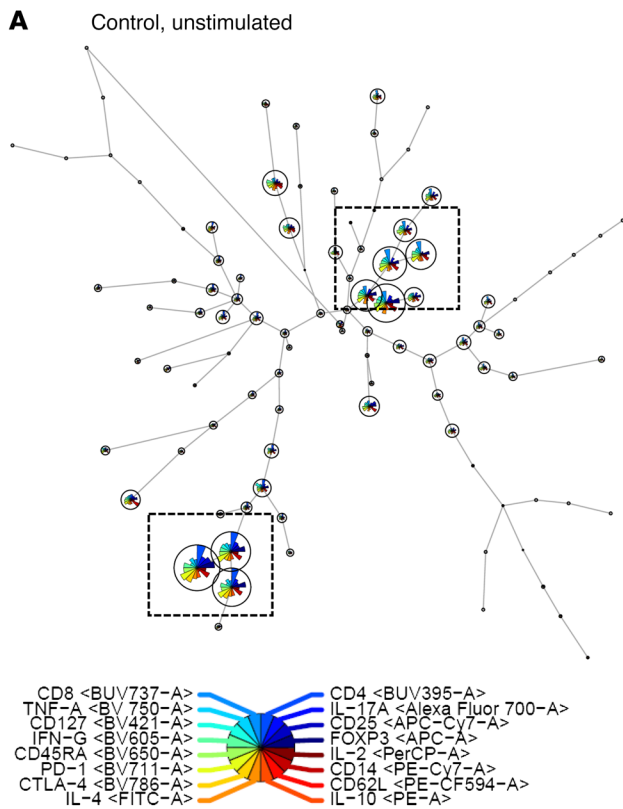 A Control, unstimulated
CD8 <BUV737-A> CD4 <BUV395-A>
TNF-A <BV 750-A> IL-17A <Alexa Fluor 700-A>
CD127 <BV421-A> CD25 <APC-Cy7-A>
IFN-G <BV605-A> FOXP3 <APC-A>
CD45RA <BV650-A> IL-2 <PerCP-A>
PD-1 <BV711-A> CD14 <PE-Cy7-A>
CTLA-4 <BV786-A> CD62L <PE-CF594-A>
IL-4 <FITC-A> IL-10 <PE-A>